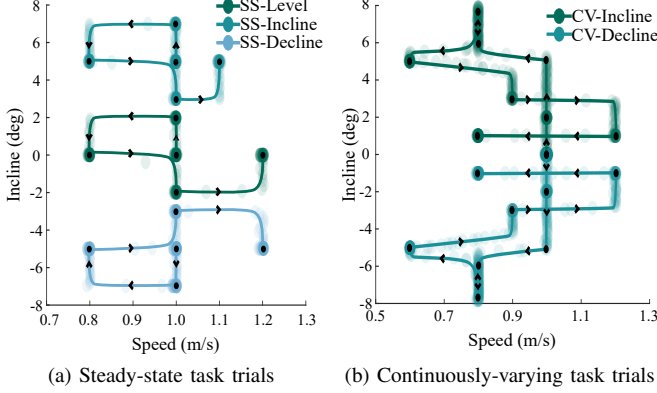 8
6
4
2
0
-2
-4
-6
-8
Incline (deg)
0.7 0.8 0.9 1.0 1.1 1.2 1.3
Speed (m/s)
SS-Level
SS-Incline
SS-Decline
(a) Steady-state task trials
8
6
4
2
0
-2
-4
-6
-8
Incline (deg)
0.5 0.7 0.9 1.1 1.3
Speed (m/s)
CV-Incline
CV-Decline
(b) Continuously-varying task trials